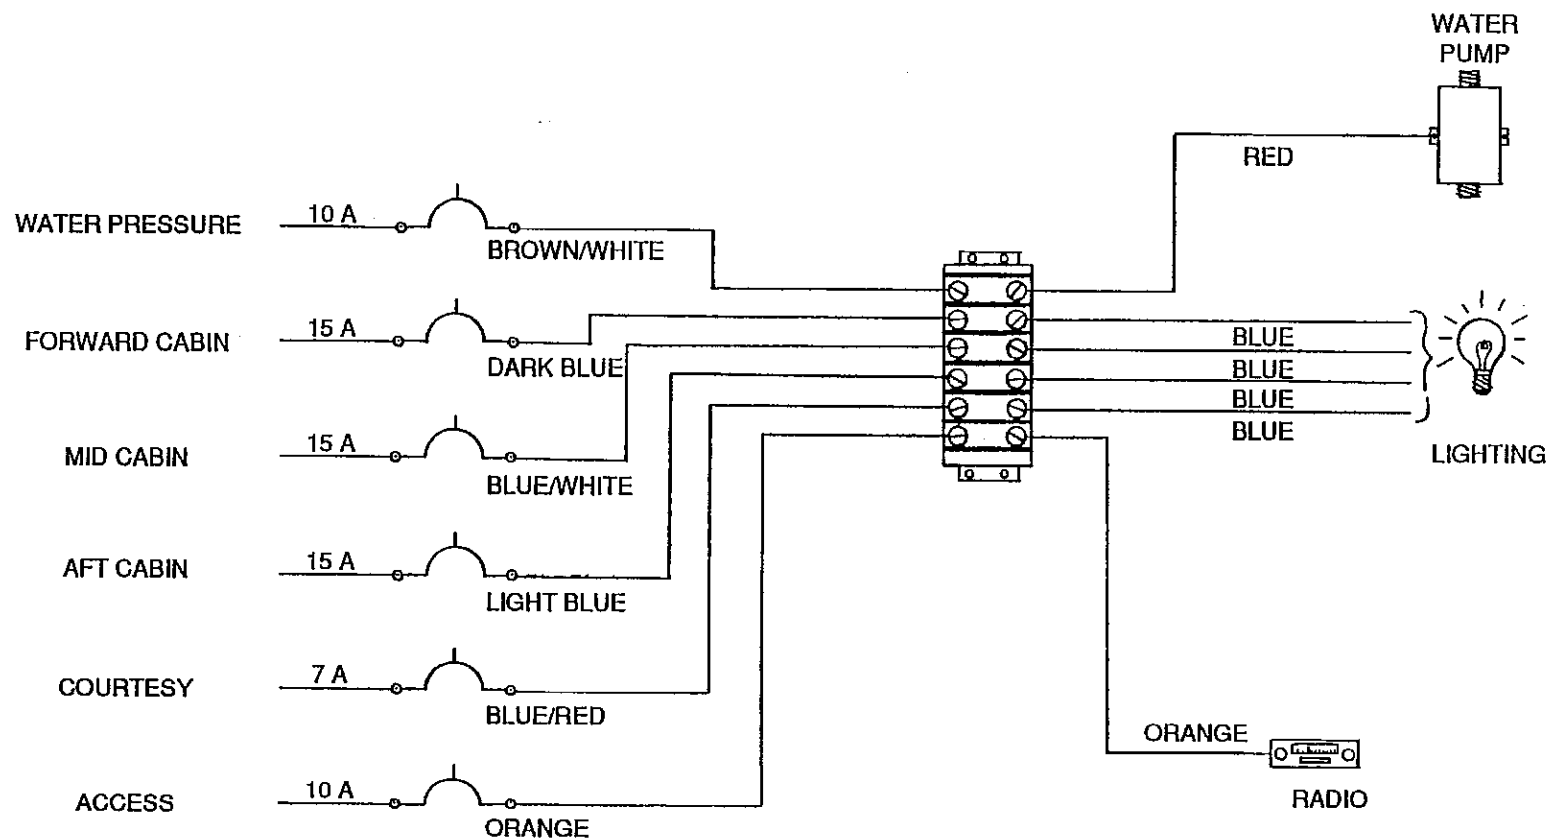 WATER
PUMP
RED
WATER PRESSURE
10 A
BROWN/WHITE
FORWARD CABIN
15 A
DARK BLUE
BLUE
BLUE
BLUE
BLUE
LIGHTING
MID CABIN
15 A
BLUE/WHITE
AFT CABIN
15 A
LIGHT BLUE
COURTESY
7 A
BLUE/RED
ORANGE
RADIO
ACCESS
10 A
ORANGE